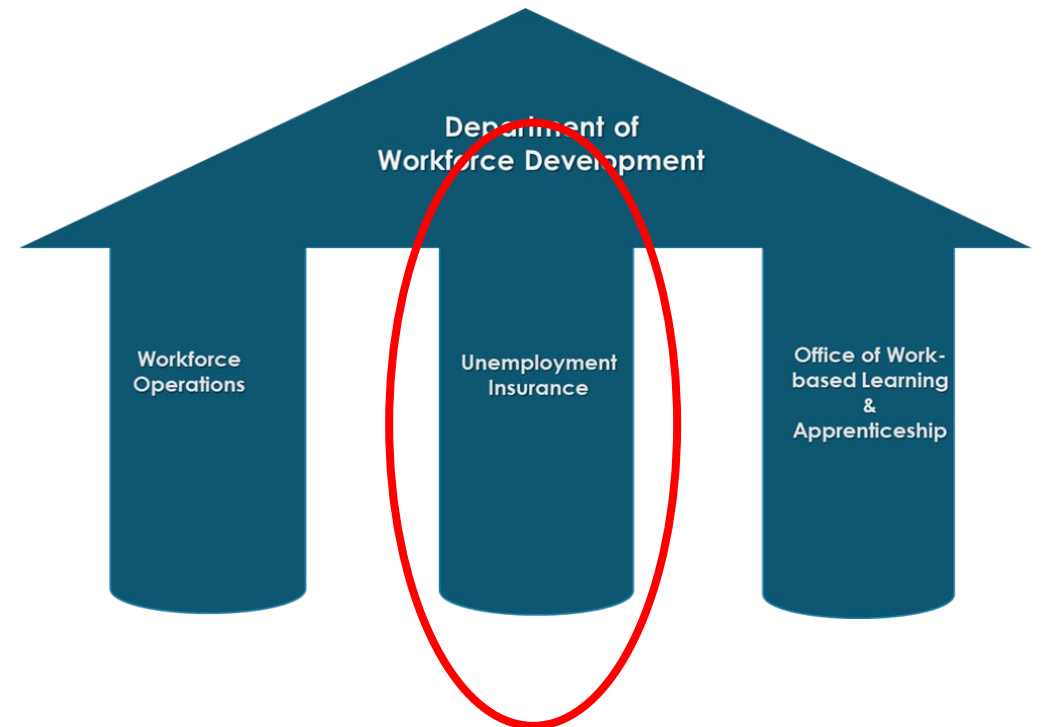 Department of
Workforce Development
Workforce
Operations
Unemployment
Insurance
Office of Work-
based Learning
&
Apprenticeship